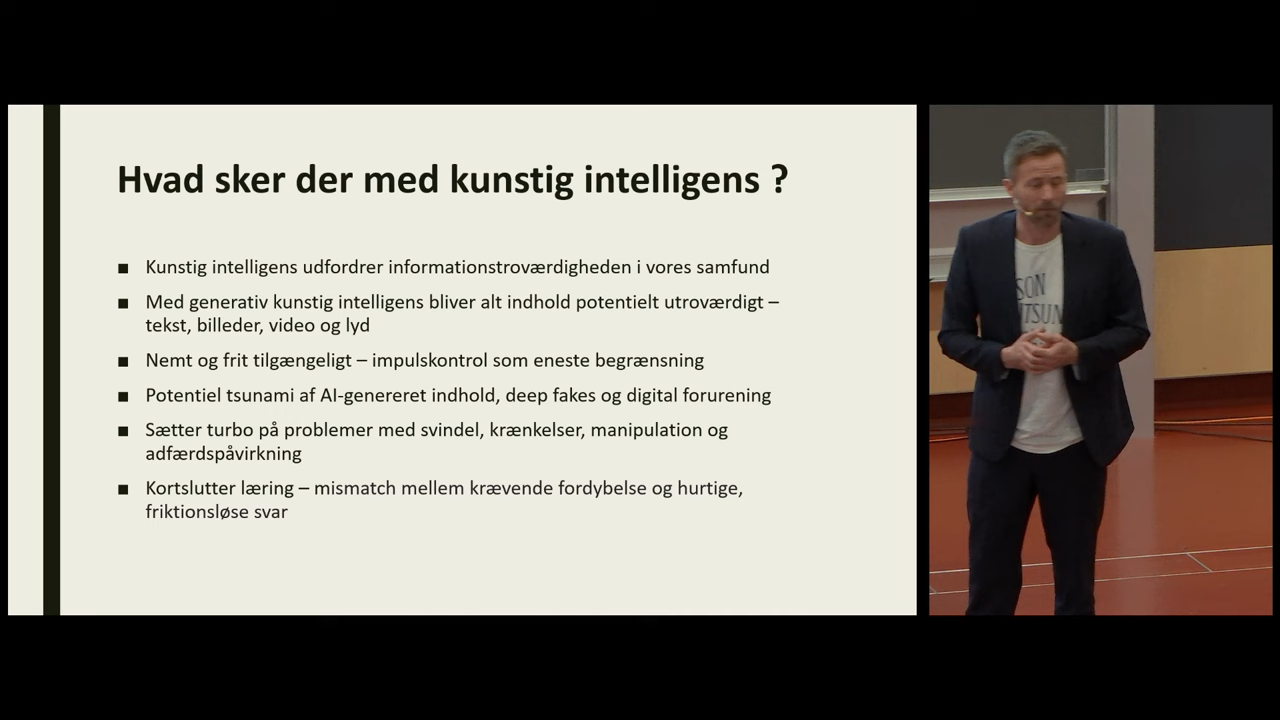 Hvad sker der med kunstig intelligens ?
■ Kunstig intelligens udfordrer informationstroværdigheden i vores samfund
■ Med generativ kunstig intelligens bliver alt indhold potentielt utroværdigt –
tekst, billeder, video og lyd
■ Nemt og frit tilgængeligt – impulskontrol som eneste begrænsning
■ Potentiel tsunami af AI-genereret indhold, deep fakes og digital forurening
■ Sætter turbo på problemer med svindel, krænkelser, manipulation og
adfærdspåvirkning
■ Kortslutter læring – mismatch mellem krævende fordybelse og hurtige,
friktionsløse svar
SON